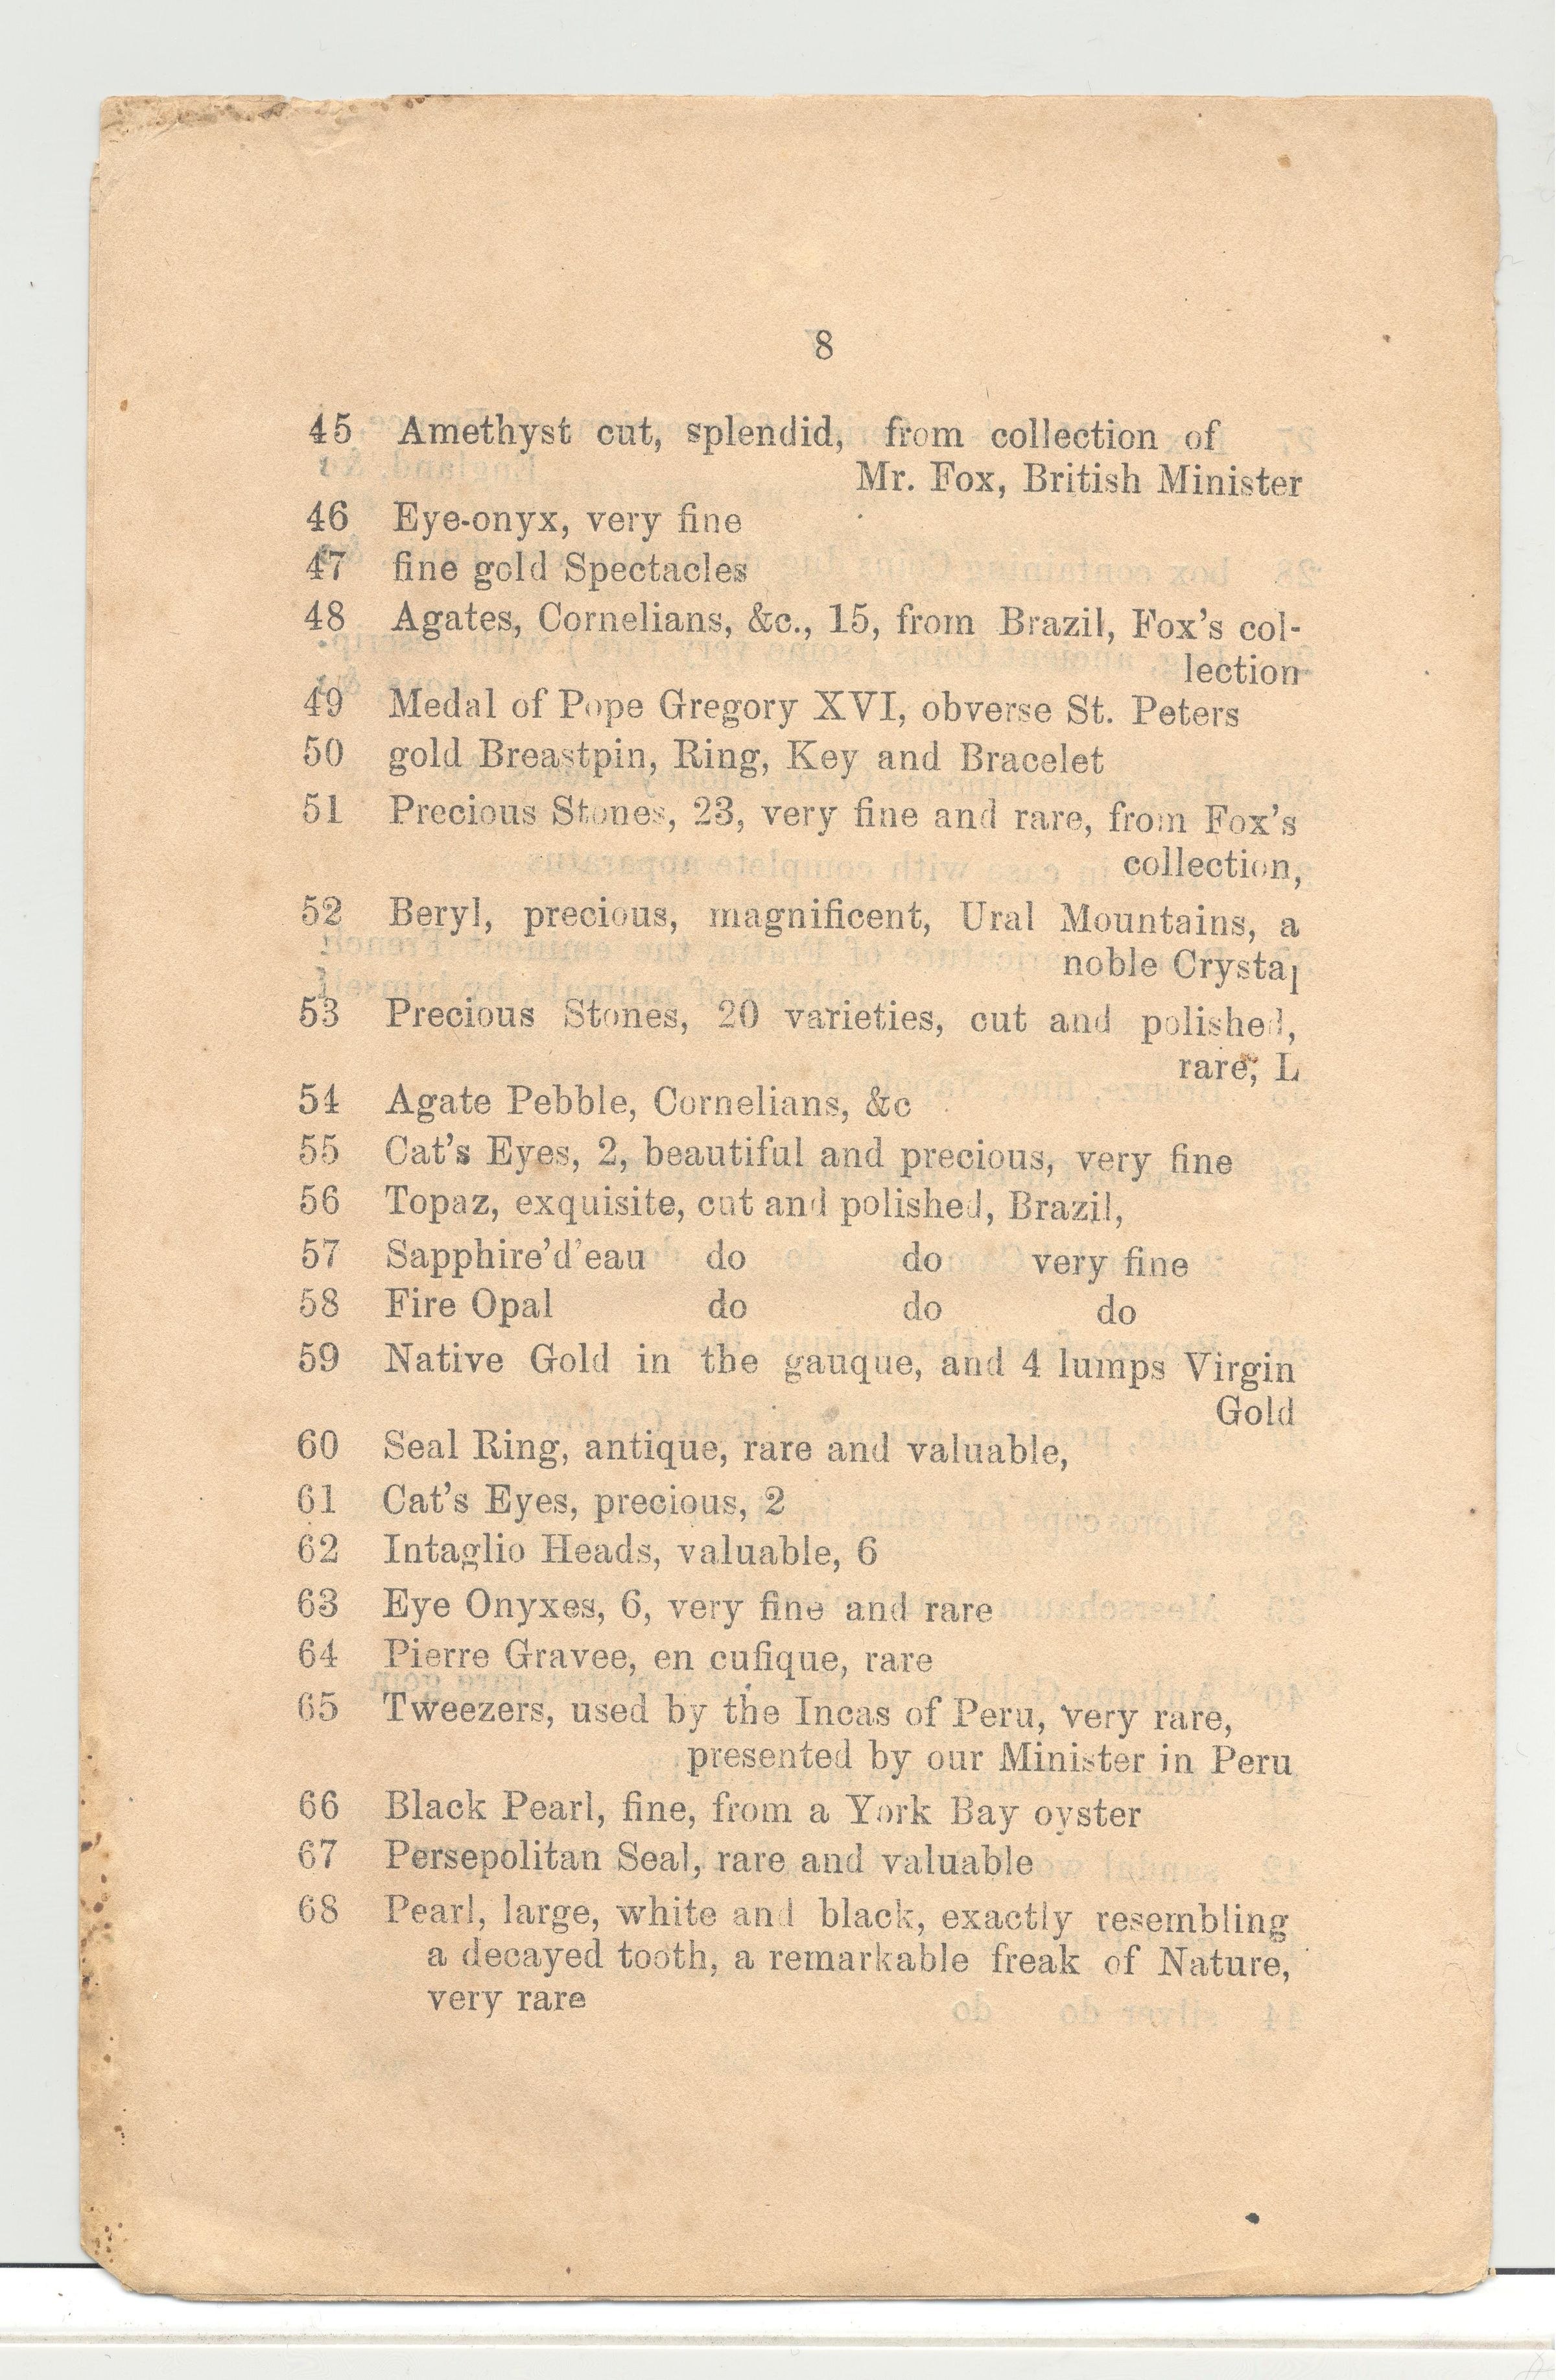 8
45 Amethyst cut, splendid, from collection of
Mr. Fox, British Minister
46 Eye-onyx, very fine
47 fine gold Spectacles
48 Agates, Cornelians, &c., 15, from Brazil, Fox's col-
lection
49 Medal of Pope Gregory XVI, obverse St. Peters
50 gold Breastpin, Ring, Key and Bracelet
51 Precious Stones, 23, very fine and rare, from Fox's
collection,
52 Beryl, precious, magnificent, Ural Mountains, a
noble Crystal
53 Precious Stones, 20 varieties, cut and polished,
rare, L
54 Agate Pebble, Cornelians, &c
55 Cat's Eyes, 2, beautiful and precious, very fine
56 Topaz, exquisite, cut and polished, Brazil,
57 Sapphire'd'eau do do very fine
58 Fire Opal do do do
59 Native Gold in the gauque, and 4 lumps Virgin
Gold
60 Seal Ring, antique, rare and valuable,
61 Cat's Eyes, precious, 2
62 Intaglio Heads, valuable, 6
63 Eye Onyxes, 6, very fine and rare
64 Pierre Gravee, en cufique, rare
65 Tweezers, used by the Incas of Peru, very rare,
presented by our Minister in Peru
66 Black Pearl, fine, from a York Bay oyster
67 Persepolitan Seal, rare and valuable
68 Pearl, large, white and black, exactly resembling
a decayed tooth, a remarkable freak of Nature,
very rare